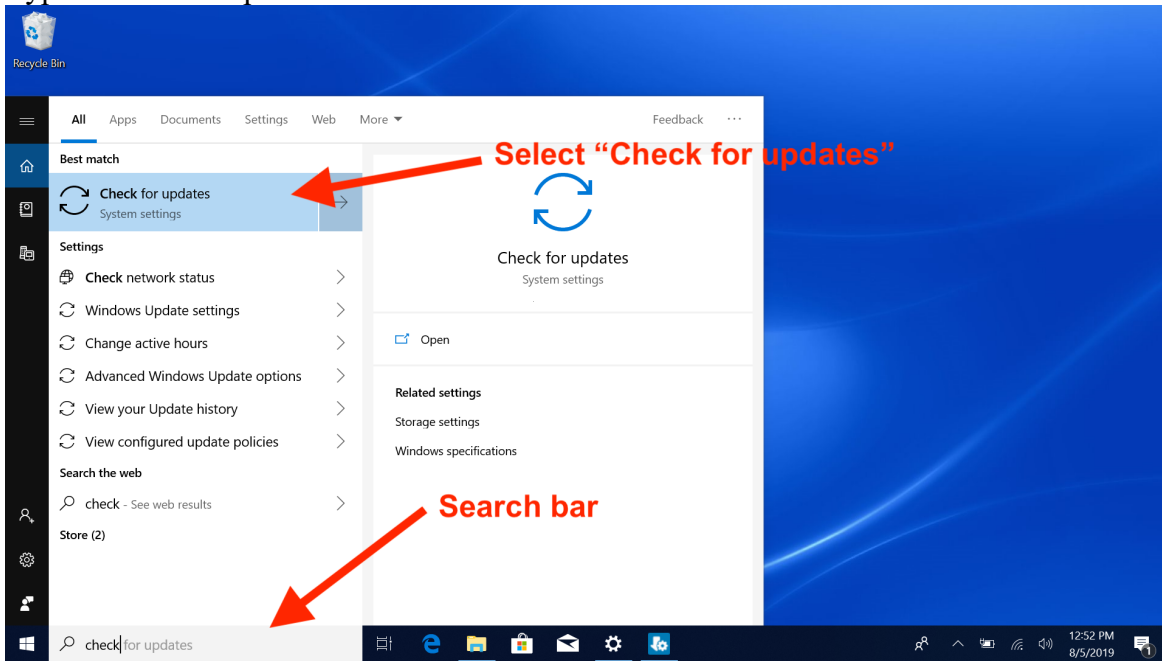 Recycle Bin
All Apps Documents Settings Web More Feedback ...
Select “Check for updates”
Best match
Check for updates
System settings
Settings
Check network status
Windows Update settings
Change active hours
Advanced Windows Update options
View your Update history
View configured update policies
Search the web
check - See web results
Store (2)
Check for updates
System settings
Open
Related settings
Storage settings
Windows specifications
Search bar
check for updates
12:52 PM
8/5/2019
1